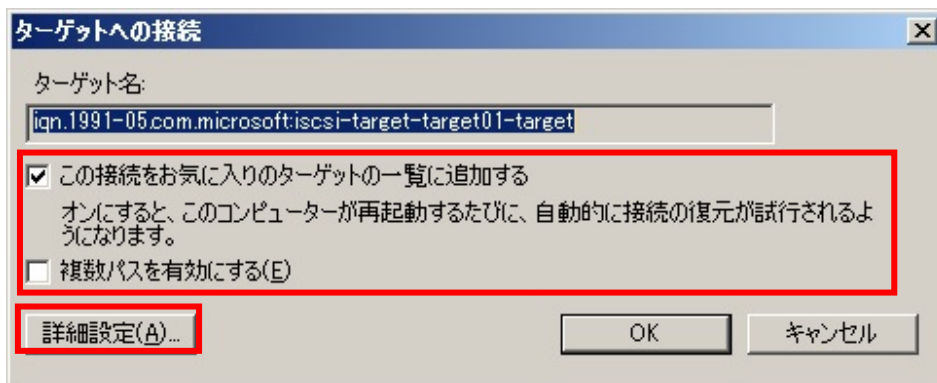 ターゲットへの接続
ターゲット名:
iqn.1991-05.com.microsoft:iscsi-target-target01-target
この接続をお気に入りのターゲットの一覧に追加する
オンにすると、このコンピューターが再起動するたびに、自動的に接続の復元が試行されるよ
うになります。
複数パスを有効にする(E)
詳細設定(A)... OK キャンセル